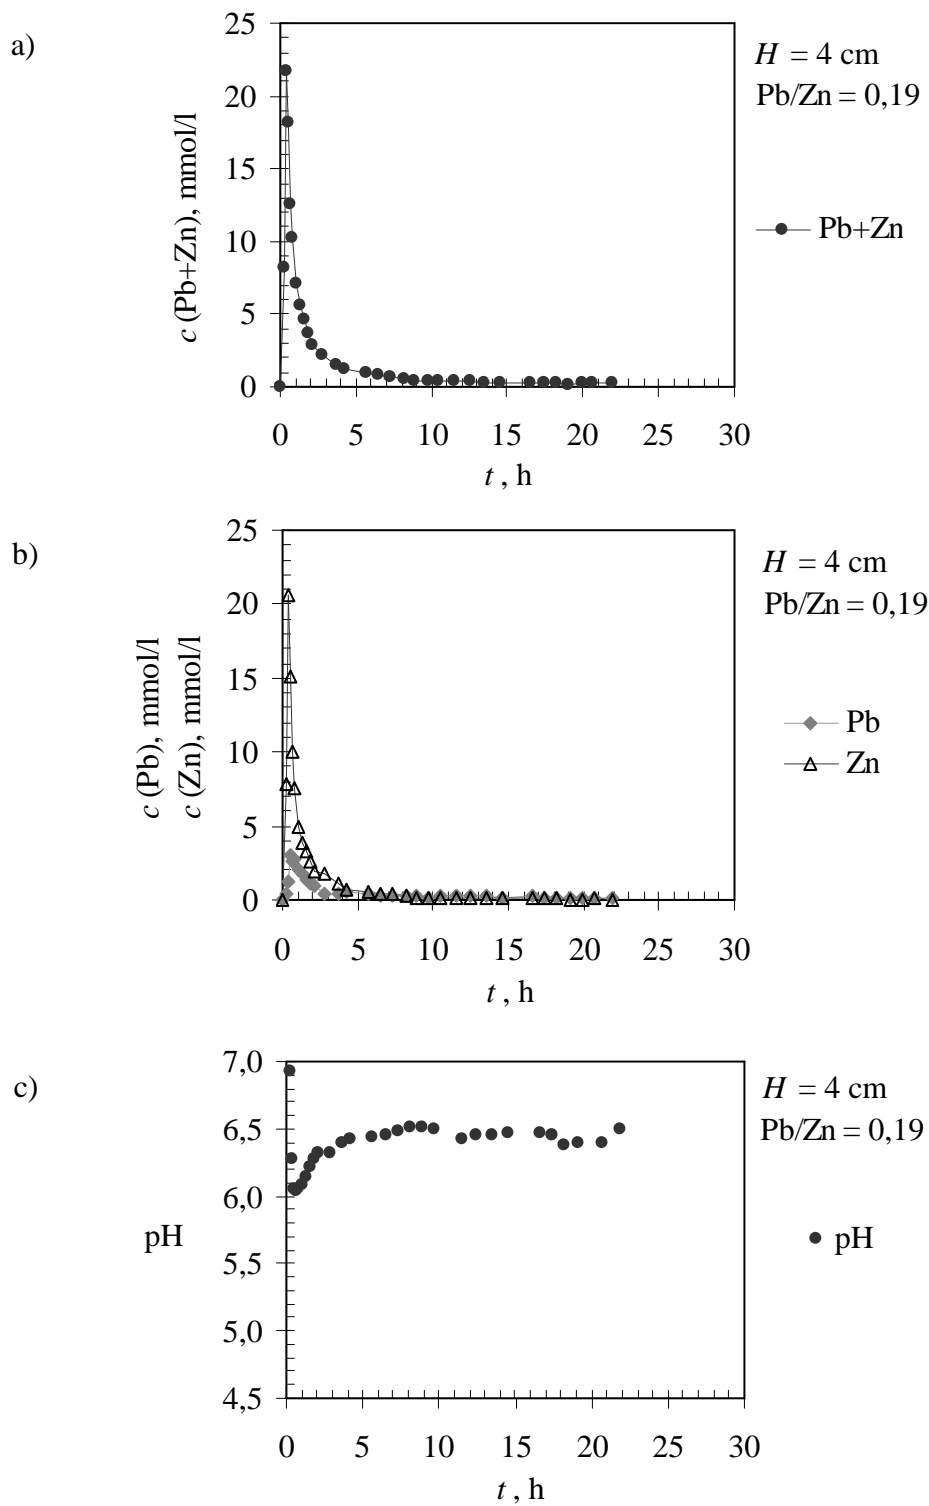 a)
25
20
15
10
5
0
c (Pb+Zn), mmol/l
0 5 10 15 20 25 30
t , h
H = 4 cm
Pb/Zn = 0,19
Pb+Zn
b)
25
20
15
10
5
0
c (Pb), mmol/l
c (Zn), mmol/l
0 5 10 15 20 25 30
t , h
H = 4 cm
Pb/Zn = 0,19
Pb
Zn
c)
7,0
6,5
6,0
5,5
5,0
4,5
pH
0 5 10 15 20 25 30
t , h
H = 4 cm
Pb/Zn = 0,19
pH